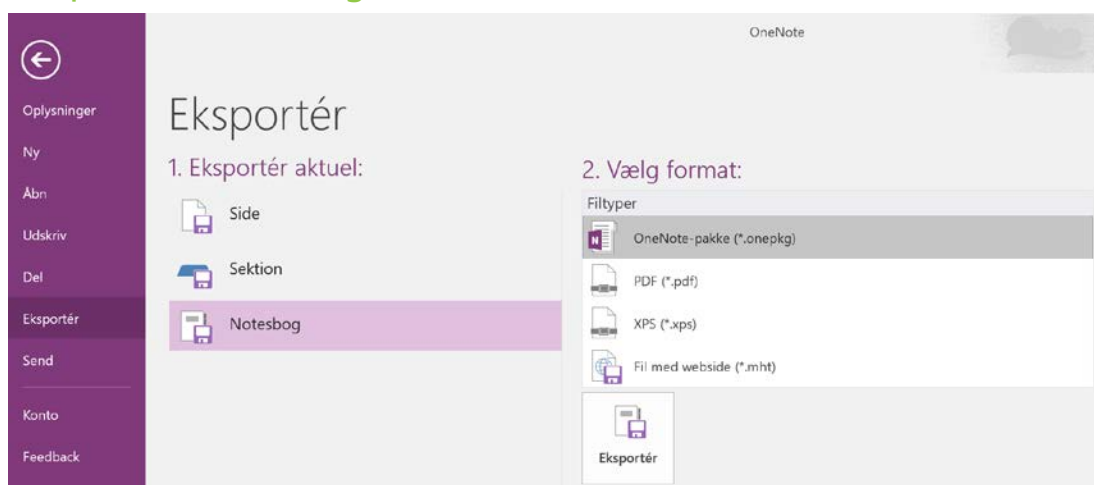 OneNote
Oplysninger
Ny
Åbn
Udskriv
Del
Eksportér
Send
Konto
Feedback
Eksportér
1. Eksportér aktuel:
Side
Sektion
Notesbog
2. Vælg format:
Filtyper
OneNote-pakke (*.onepkg)
PDF (*.pdf)
XPS (*.xps)
Fil med webside (*.mht)
Eksportér